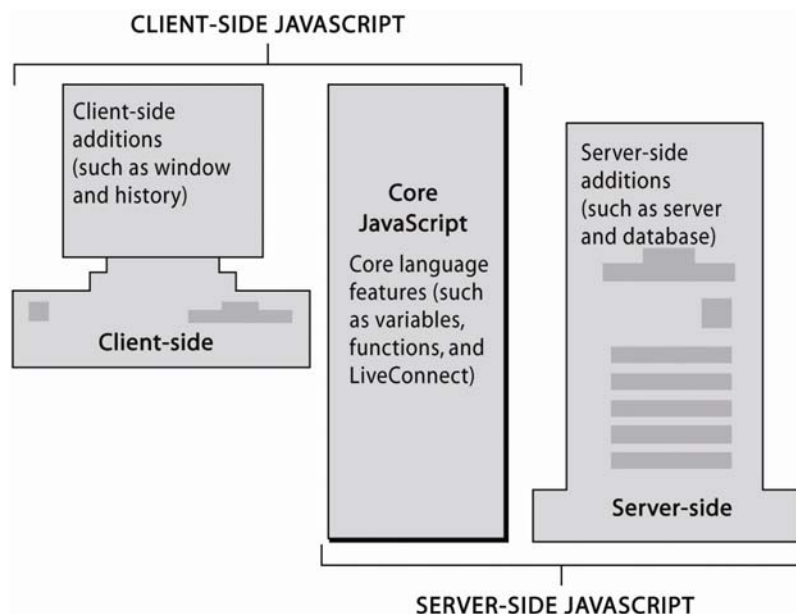 CLIENT-SIDE JAVASCRIPT
Client-side
additions
(such as window
and history)
Client-side
Core
JavaScript
Core language
features (such
as variables,
functions, and
LiveConnect)
Server-side
additions
(such as server
and database)
Server-side
SERVER-SIDE JAVASCRIPT